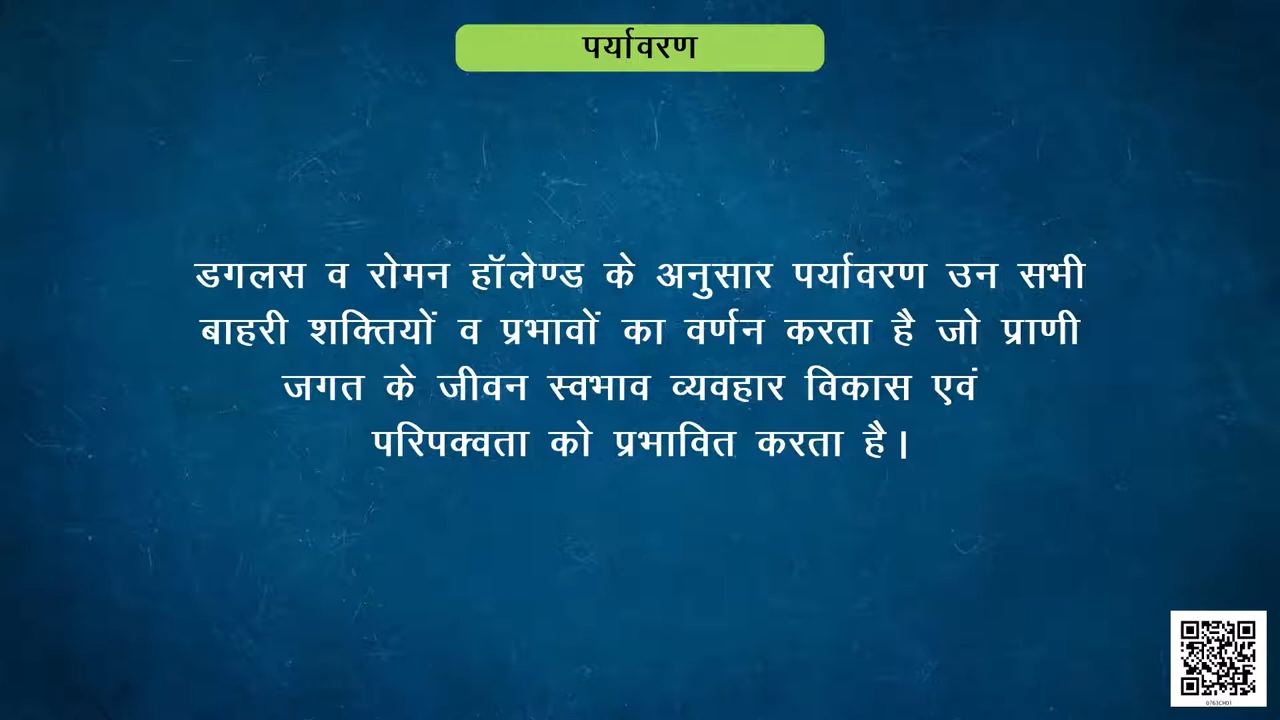 पर्यावरण
डगलस व रोमन हॉलेण्ड के अनुसार पर्यावरण उन सभी
बाहरी शक्तियों व प्रभावों का वर्णन करता है जो प्राणी
जगत के जीवन स्वभाव व्यवहार विकास एवं
परिपक्वता को प्रभावित करता है।
0763CH01